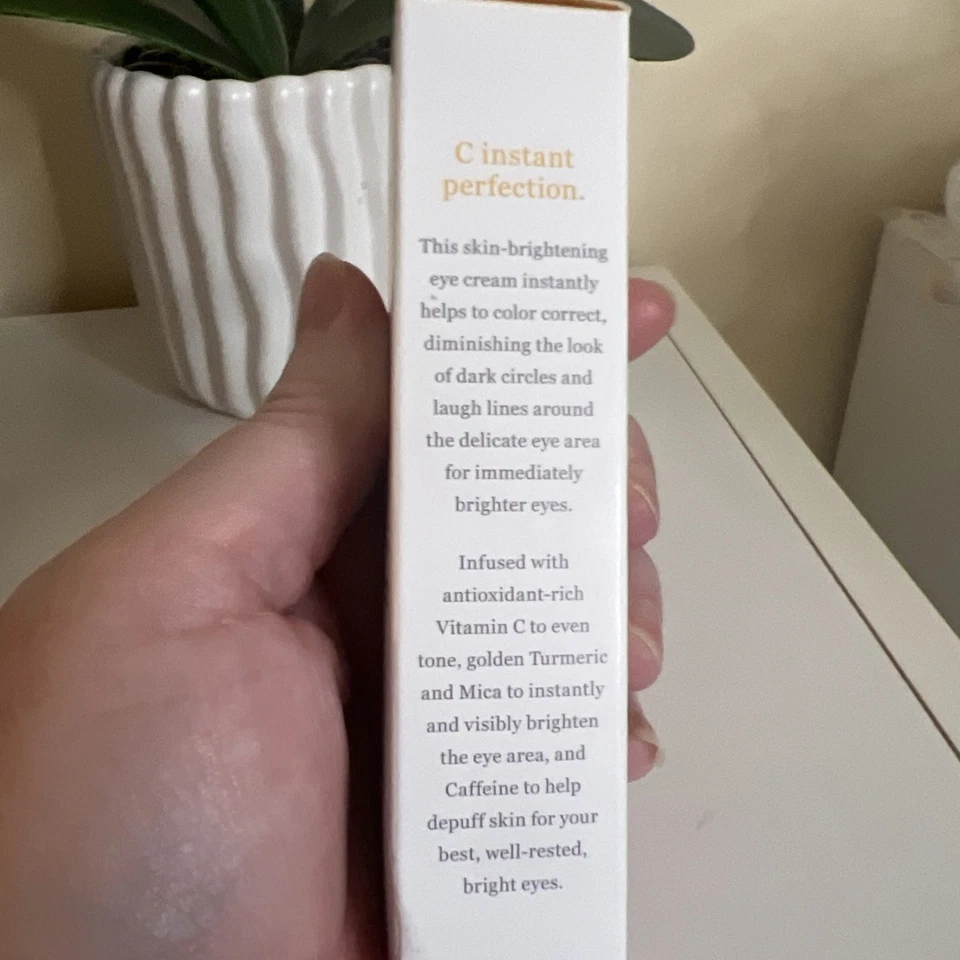 C instant
perfection.
This skin-brightening
eye cream instantly
helps to color correct,
diminishing the look
of dark circles and
laugh lines around
the delicate eye area
for immediately
brighter eyes.
Infused with
antioxidant-rich
Vitamin C to even
tone, golden Turmeric
and Mica to instantly
and visibly brighten
the eye area, and
Caffeine to help
depuff skin for your
best, well-rested,
bright eyes.